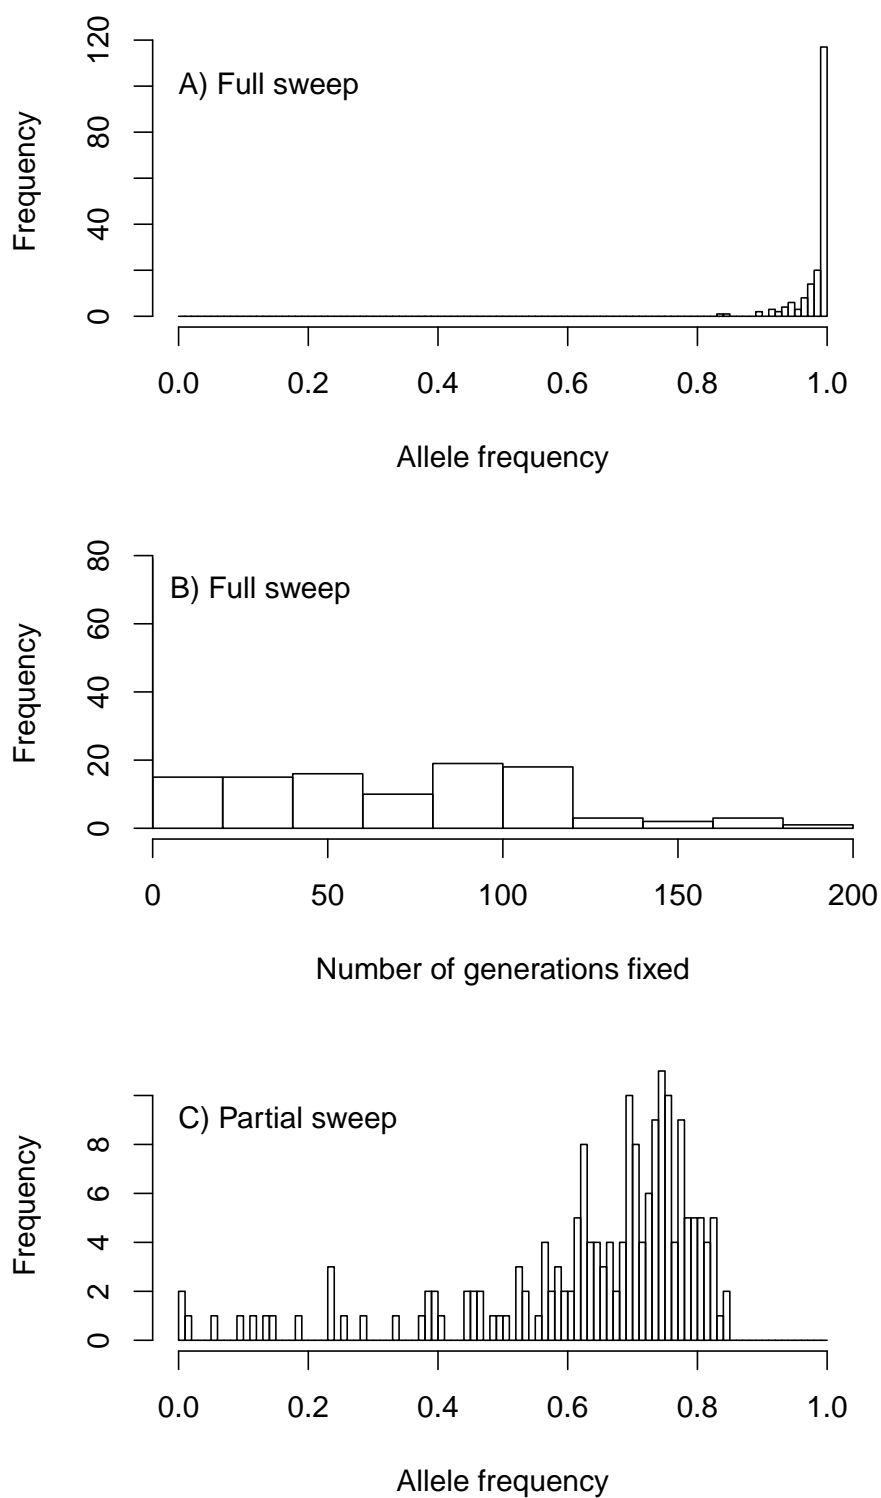 A) Full sweep
Frequency
0 40 80 120
0.0 0.2 0.4 0.6 0.8 1.0
Allele frequency
B) Full sweep
Frequency
0 20 40 60 80
0 50 100 150 200
Number of generations fixed
C) Partial sweep
Frequency
0 2 4 6 8
0.0 0.2 0.4 0.6 0.8 1.0
Allele frequency